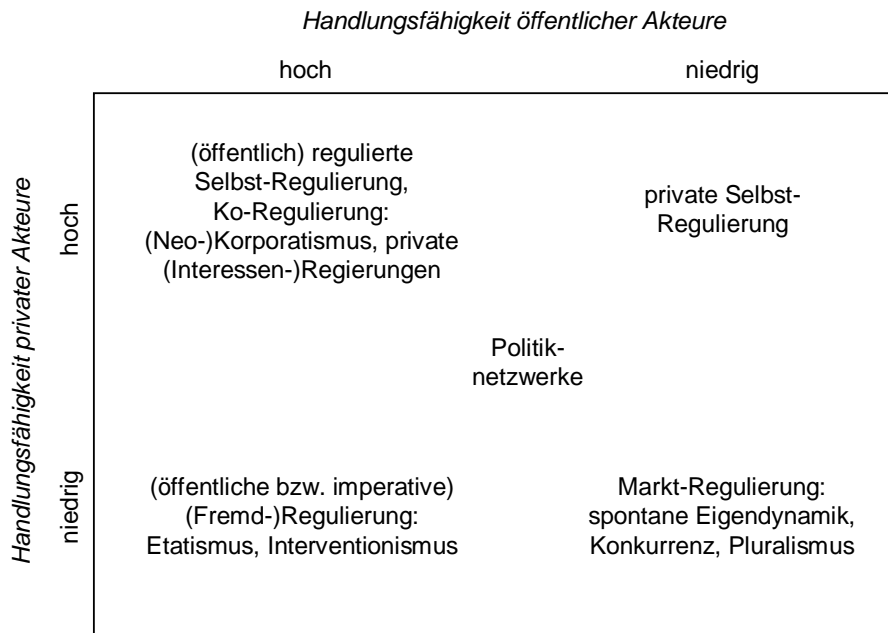 Handlungsfähigkeit öffentlicher Akteure
hoch
niedrig
Handlungsfähigkeit privater Akteure
hoch
(öffentlich) regulierte
Selbst-Regulierung,
Ko-Regulierung:
(Neo-)Korporatismus, private
(Interessen-)Regierungen
private Selbst-
Regulierung
Politik-
netzwerke
niedrig
(öffentliche bzw. imperative)
(Fremd-)Regulierung:
Etatismus, Interventionismus
Markt-Regulierung:
spontane Eigendynamik,
Konkurrenz, Pluralismus